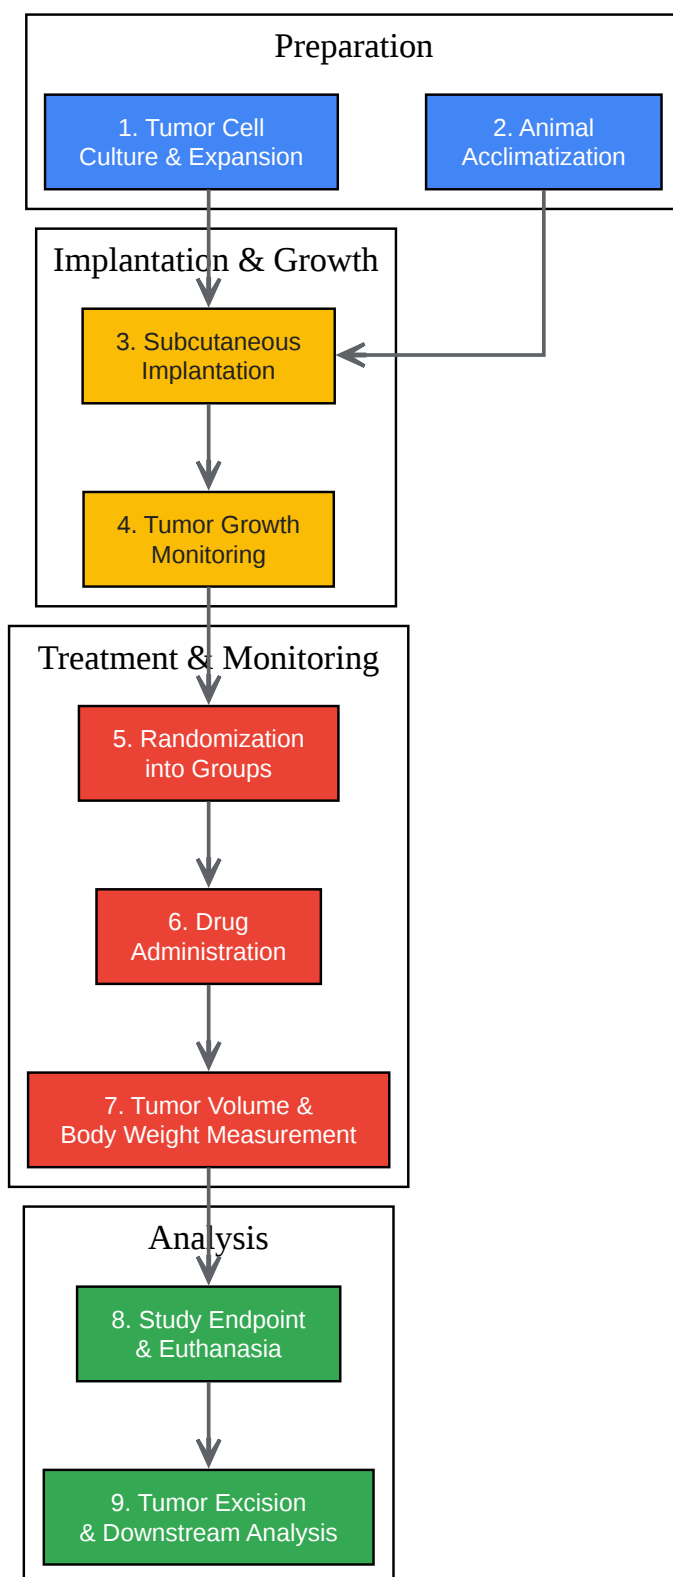 Preparation
1. Tumor Cell
Culture & Expansion
2. Animal
Acclimatization
Implantation & Growth
3. Subcutaneous
Implantation
4. Tumor Growth
Monitoring
Treatment & Monitoring
5. Randomization
into Groups
6. Drug
Administration
7. Tumor Volume &
Body Weight Measurement
Analysis
8. Study Endpoint
& Euthanasia
9. Tumor Excision
& Downstream Analysis